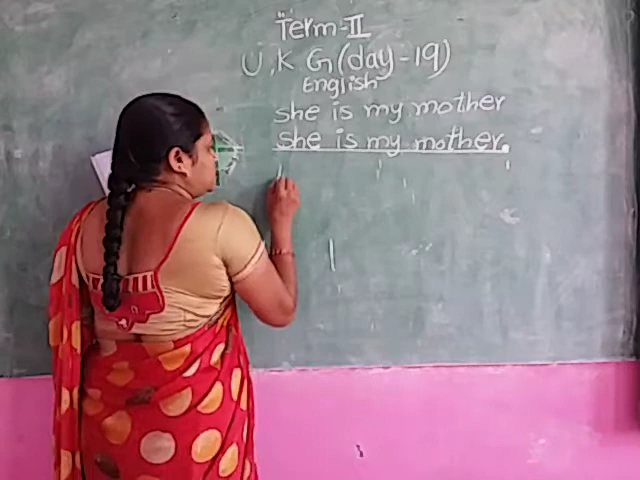 Term-II
U.K G(day-19)
English
she is my mother
she is my mother.